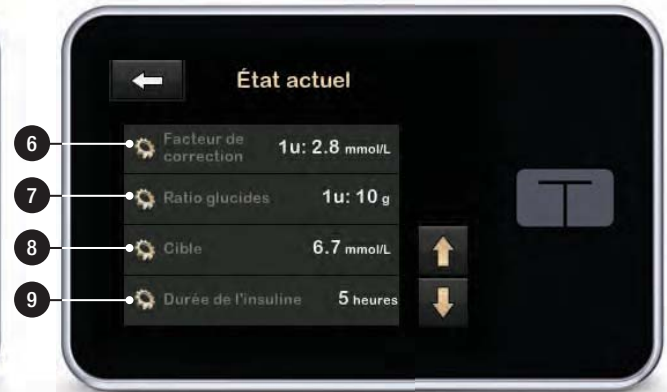 État actuel
6 Facteur de correction 1u: 2.8 mmol/L
7 Ratio glucides 1u: 10 g
8 Cible 6.7 mmol/L
9 Durée de l'insuline 5 heures